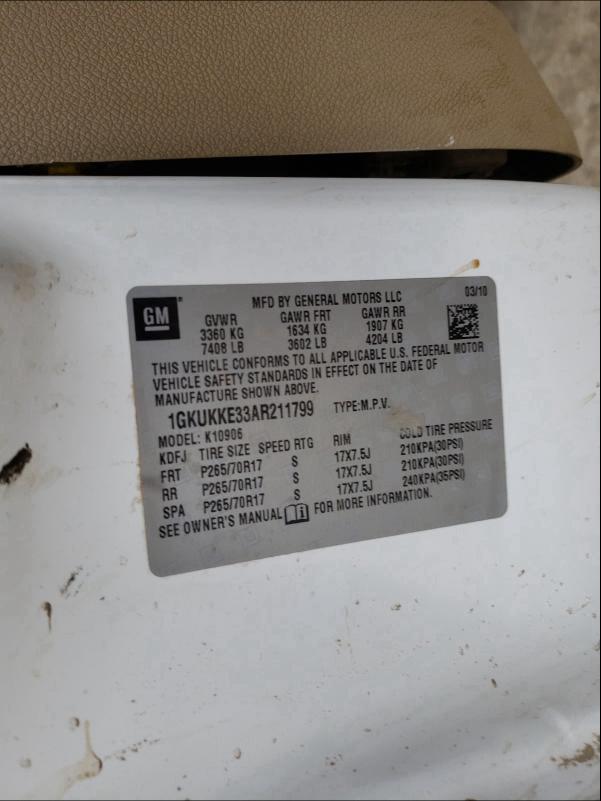 GM MFD BY GENERAL MOTORS LLC 03/10
GVWR GAWR FRT GAWR RR
3360 KG 1634 KG 1907 KG
7408 LB 3602 LB 4204 LB
THIS VEHICLE CONFORMS TO ALL APPLICABLE U.S. FEDERAL MOTOR
VEHICLE SAFETY STANDARDS IN EFFECT ON THE DATE OF
MANUFACTURE SHOWN ABOVE.
1GKUKKE33AR211799 TYPE:M.P.V.
MODEL: K10906
KDFJ TIRE SIZE SPEED RTG RIM COLD TIRE PRESSURE
FRT P265/70R17 S 17X7.5J 210KPA(30PSI)
RR P265/70R17 S 17X7.5J 210KPA(30PSI)
SPA P265/70R17 S 17X7.5J 240KPA(35PSI)
SEE OWNER'S MANUAL FOR MORE INFORMATION.